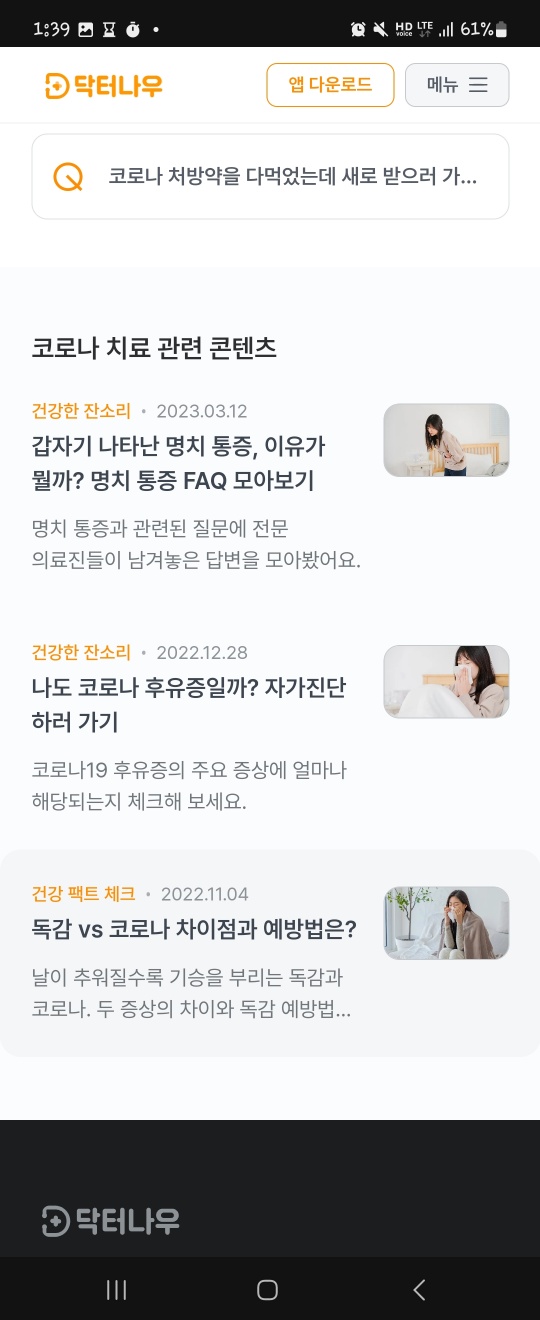 1:39
HD voice LTE 61%
닥터나우
앱 다운로드
메뉴
코로나 처방약을 다먹었는데 새로 받으러 가...
코로나 치료 관련 콘텐츠
건강한 잔소리 • 2023.03.12
갑자기 나타난 명치 통증, 이유가
뭘까? 명치 통증 FAQ 모아보기
명치 통증과 관련된 질문에 전문
의료진들이 남겨놓은 답변을 모아봤어요.
건강한 잔소리 • 2022.12.28
나도 코로나 후유증일까? 자가진단
하러 가기
코로나19 후유증의 주요 증상에 얼마나
해당되는지 체크해 보세요.
건강 팩트 체크 • 2022.11.04
독감 vs 코로나 차이점과 예방법은?
날이 추워질수록 기승을 부리는 독감과
코로나. 두 증상의 차이와 독감 예방법...
닥터나우